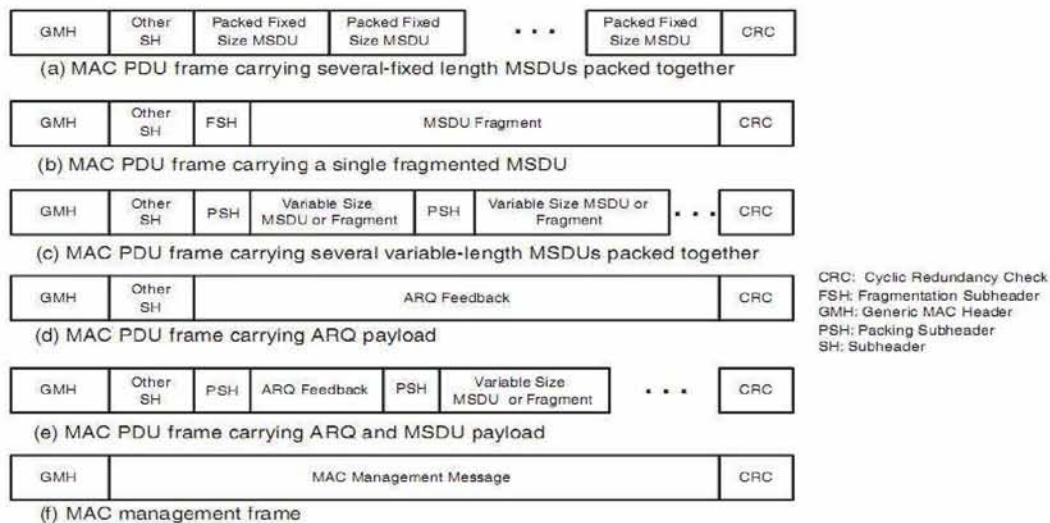 GMH Other SH Packed Fixed Size MSDU Packed Fixed Size MSDU • • • Packed Fixed Size MSDU CRC
(a) MAC PDU frame carrying several-fixed length MSDUs packed together
GMH Other SH FSH MSDU Fragment CRC
(b) MAC PDU frame carrying a single fragmented MSDU
GMH Other SH PSH Variable Size MSDU or Fragment PSH Variable Size MSDU or Fragment • • • CRC
(c) MAC PDU frame carrying several variable-length MSDUs packed together
GMH Other SH ARQ Feedback CRC
(d) MAC PDU frame carrying ARQ payload
GMH Other SH PSH ARQ Feedback PSH Variable Size MSDU or Fragment • • • CRC
(e) MAC PDU frame carrying ARQ and MSDU payload
GMH MAC Management Message CRC
(f) MAC management frame
CRC: Cyclic Redundancy Check
FSH: Fragmentation Subheader
GMH: Generic MAC Header
PSH: Packing Subheader
SH: Subheader